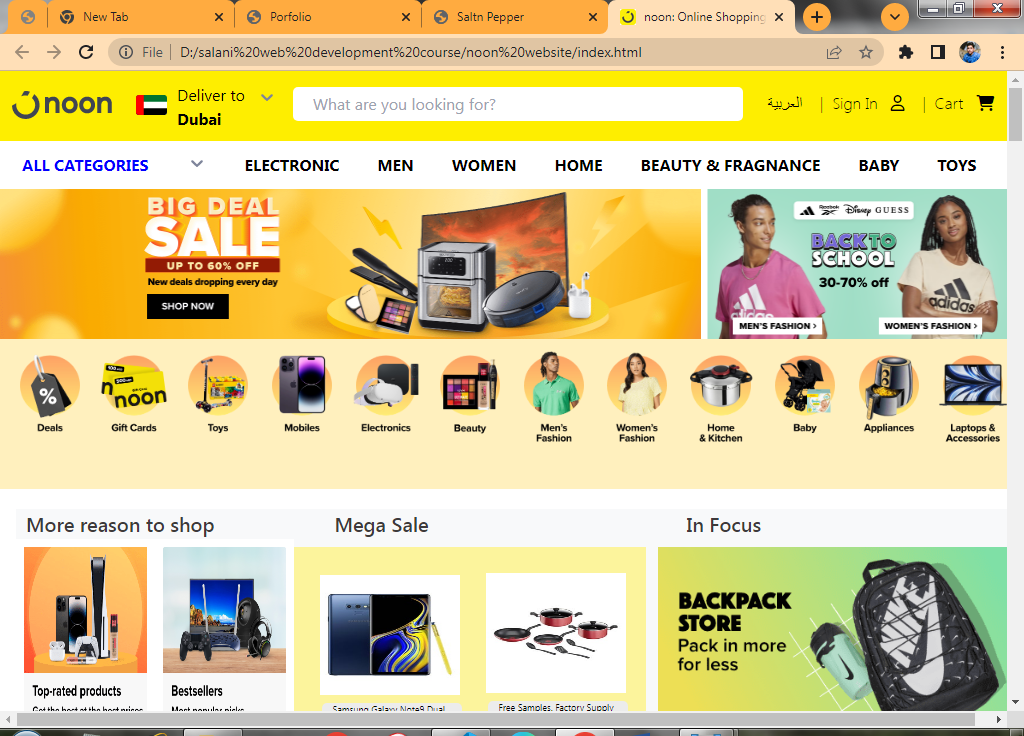 New Tab
Porfolio
Saltn Pepper
noon: Online Shopping
File
D:/salani%20web%20development%20course/noon%20website/index.html
noon
Deliver to
Dubai
What are you looking for?
العربية
| Sign In
| Cart
ALL CATEGORIES
ELECTRONIC
MEN
WOMEN
HOME
BEAUTY & FRAGNANCE
BABY
TOYS
BIG DEAL
SALE
UP TO 60% OFF
New deals dropping every day
SHOP NOW
Reebok
Disney
GUESS
BACK TO
SCHOOL
30-70% off
adidas
adidas
MEN'S FASHION ›
WOMEN'S FASHION ›
%
noon
noon
Deals
Gift Cards
Toys
Mobiles
Electronics
Beauty
Men's
Fashion
Women's
Fashion
Home
& Kitchen
Baby
Appliances
Laptops &
Accessories
More reason to shop
Mega Sale
In Focus
BACKPACK
STORE
Pack in more
for less
Top-rated products
Get the best at the best prices
Bestsellers
Most popular picks
Samsung Galaxy Note9 Dual
Free Samples, Factory Supply